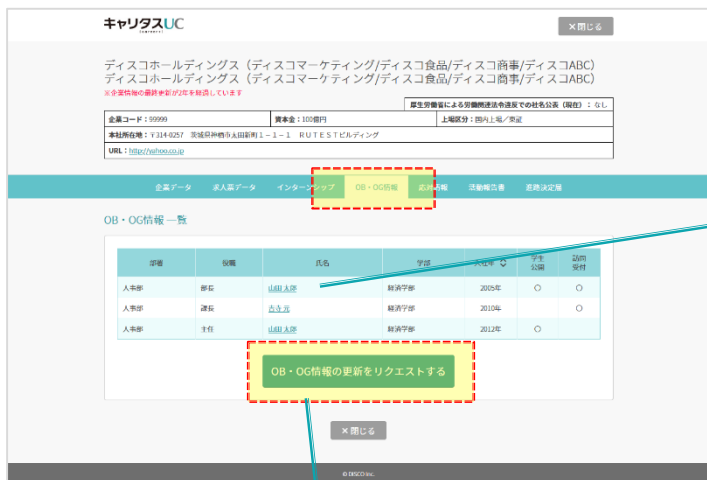 キャリタスUC
×閉じる
ディスコホールディングス（ディスコマーケティング/ディスコ食品/ディスコ商事/ディスコABC）
ディスコホールディングス（ディスコマーケティング/ディスコ食品/ディスコ商事/ディスコABC）
※企業情報の最終更新が2年を経過しています
厚生労働省による労働関連法令違反での社名公表（現在）：なし
企業コード：99999 資本金：100億円 上場区分：国内上場／東証
本社所在地：〒314-0257 茨城県神栖市太田新町１－１－１ ＲＵＴＥＳＴビルディング
URL：http://yahoo.co.jp
企業データ 求人票データ インターンシップ OB・OG情報 応対情報 活動報告書 進路決定届
OB・OG情報一覧
部署 役職 氏名 学部 入社年 学生公開 訪問受付
人事部 部長 山田太郎 経済学部 2005年 〇 〇
人事部 課長 吉寺元 経済学部 2010年 〇
人事部 主任 山田太郎 経済学部 2012年 〇
OB・OG情報の更新をリクエストする
×閉じる
© DISCO Inc.